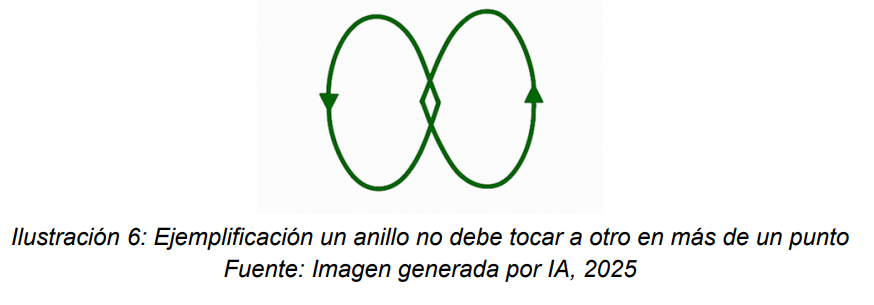 Ilustración 6: Ejemplificación un anillo no debe tocar a otro en más de un punto
Fuente: Imagen generada por IA, 2025